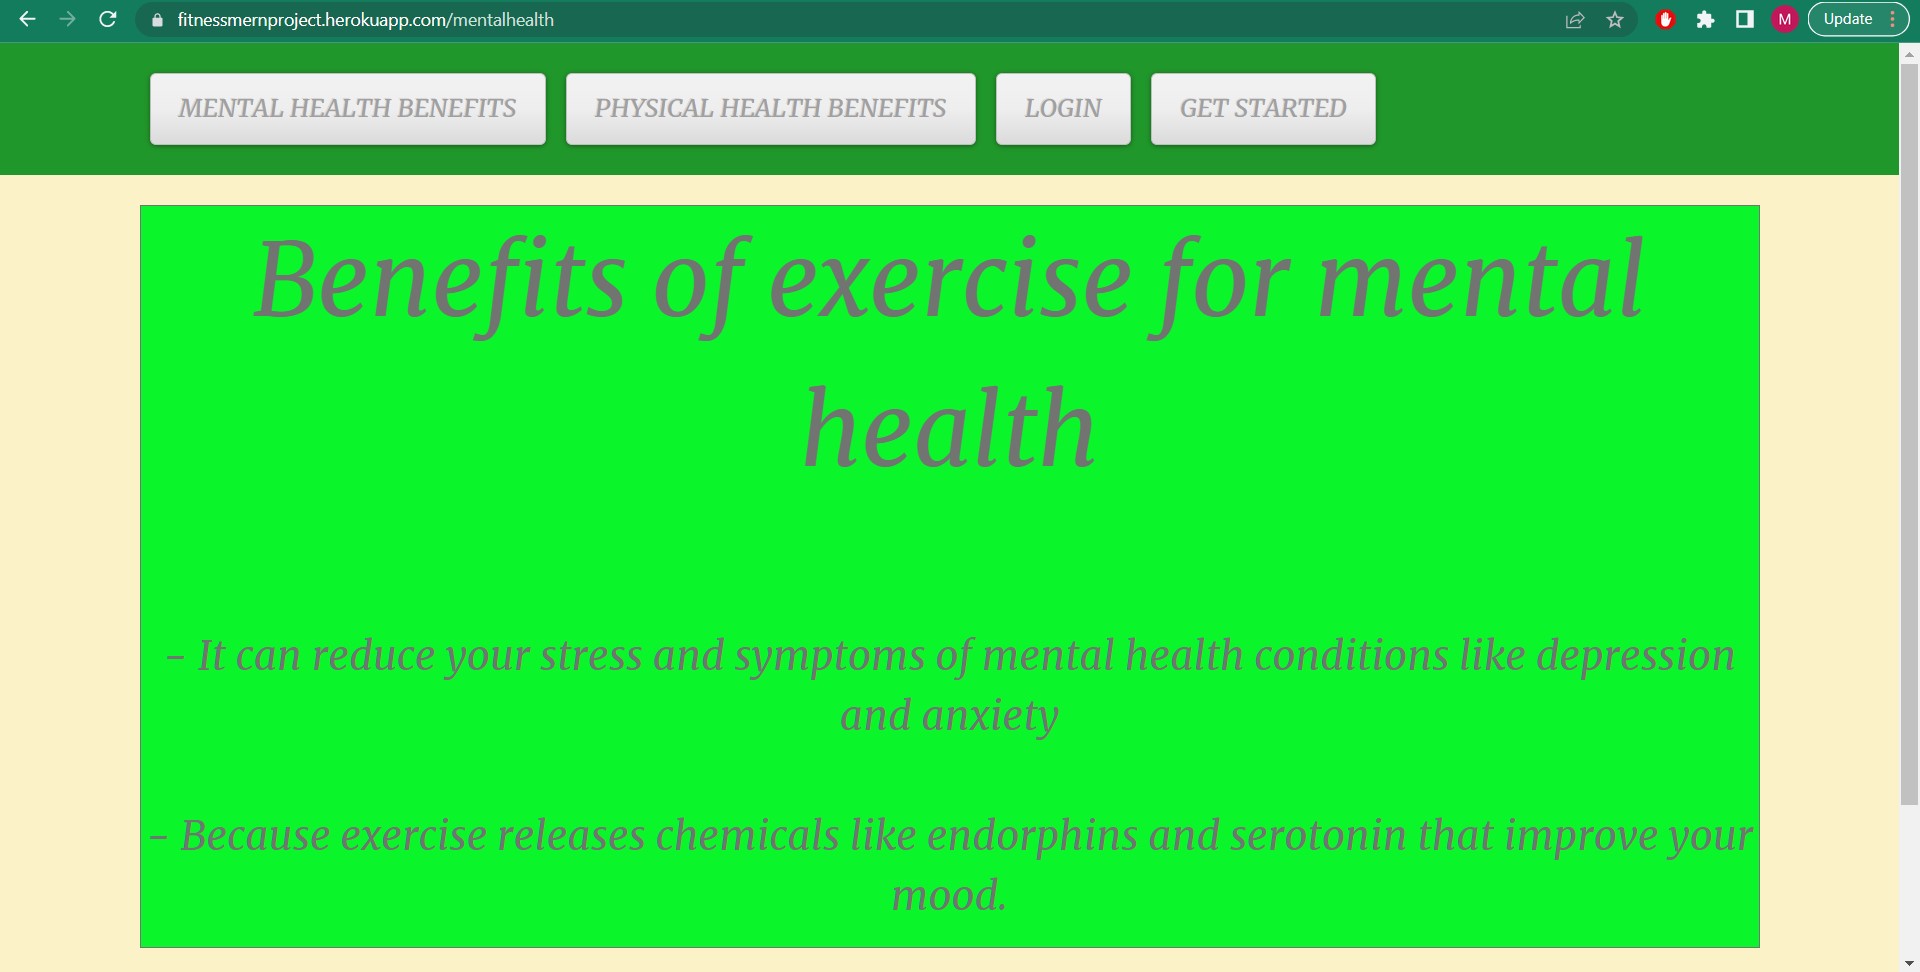 fitnessmernproject.herokuapp.com/mentalhealth
M
Update
MENTAL HEALTH BENEFITS
PHYSICAL HEALTH BENEFITS
LOGIN
GET STARTED
Benefits of exercise for mental
health
- It can reduce your stress and symptoms of mental health conditions like depression
and anxiety
- Because exercise releases chemicals like endorphins and serotonin that improve your
mood.